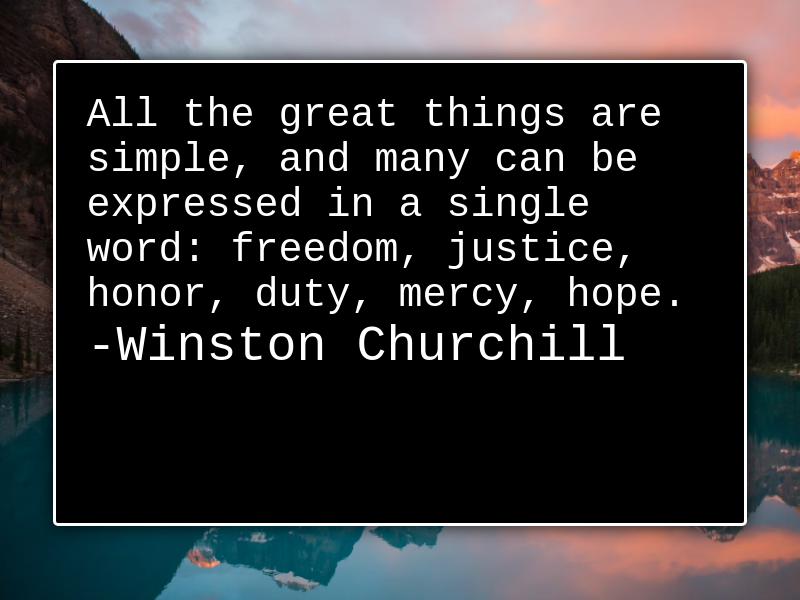 All the great things are
simple, and many can be
expressed in a single
word: freedom, justice,
honor, duty, mercy, hope.
-Winston Churchill